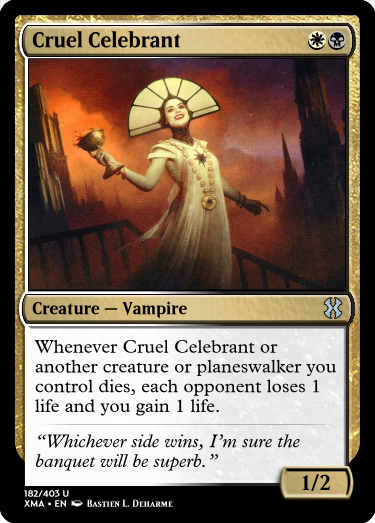 Cruel Celebrant
Creature — Vampire
Whenever Cruel Celebrant or
another creature or planeswalker you
control dies, each opponent loses 1
life and you gain 1 life.
“Whichever side wins, I’m sure the
banquet will be superb.”
1/2
182/403 U
XMA • EN Bastien L. Deharme